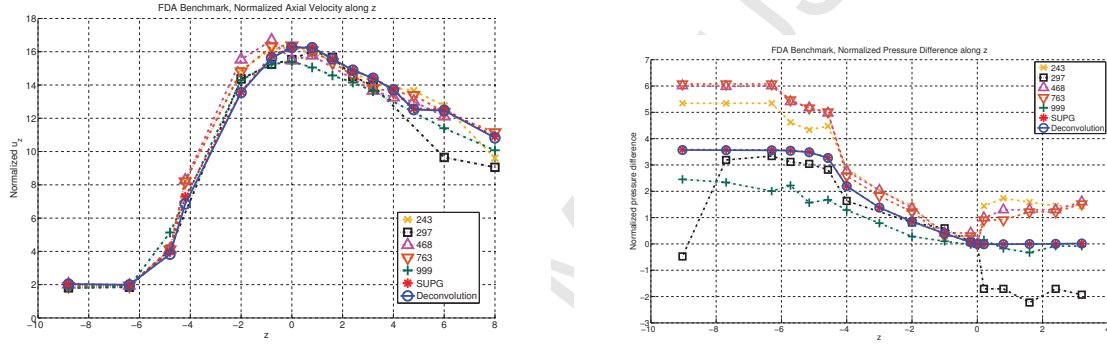 FDA Benchmark, Normalized Axial Velocity along z
18
16
14
12
10
8
6
4
2
0
Normalized u_z
−10 −8 −6 −4 −2 0 2 4 6 8
z
243
297
468
763
999
SUPG
Deconvolution
FDA Benchmark, Normalized Pressure Difference along z
7
6
5
4
3
2
1
0
−1
−2
−3
Normalized pressure difference
−10 −8 −6 −4 −2 0 2 4
z
243
297
468
763
999
SUPG
Deconvolution